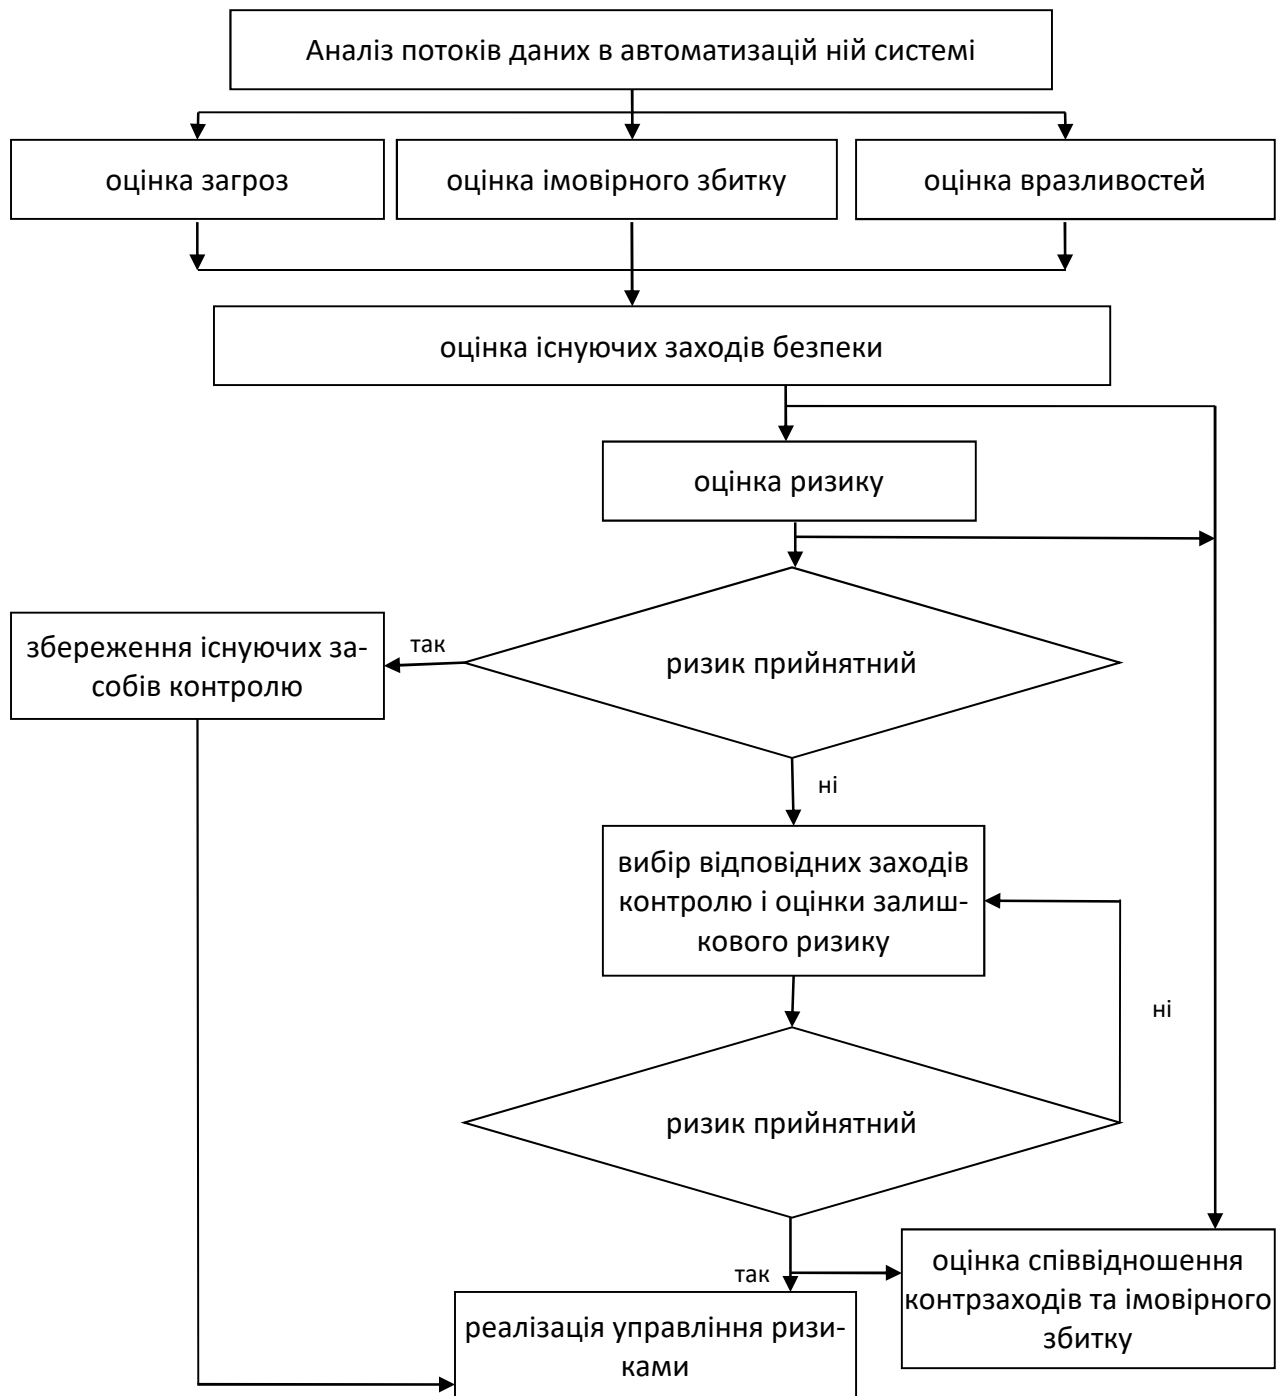 Аналіз потоків даних в автоматизацій ній системі
оцінка загроз
оцінка імовірного збитку
оцінка вразливостей
оцінка існуючих заходів безпеки
оцінка ризику
збереження існуючих за-
собів контролю
так
ризик прийнятний
ні
вибір відповідних заходів
контролю і оцінки залиш-
кового ризику
ні
ризик прийнятний
так
оцінка співвідношення
контрзаходів та імовірного
збитку
реалізація управління ризи-
ками